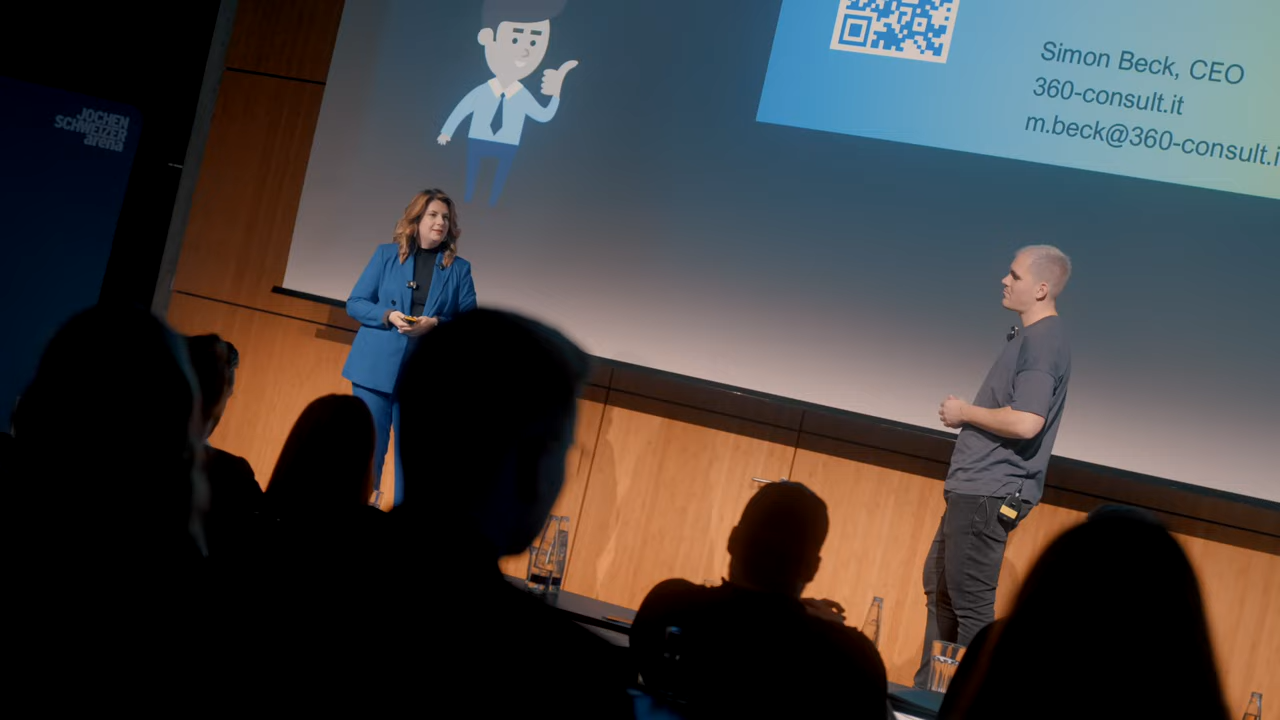 JOCHEN
SCHWEIZER
arena
Simon Beck, CEO
360-consult.it
m.beck@360-consult.i